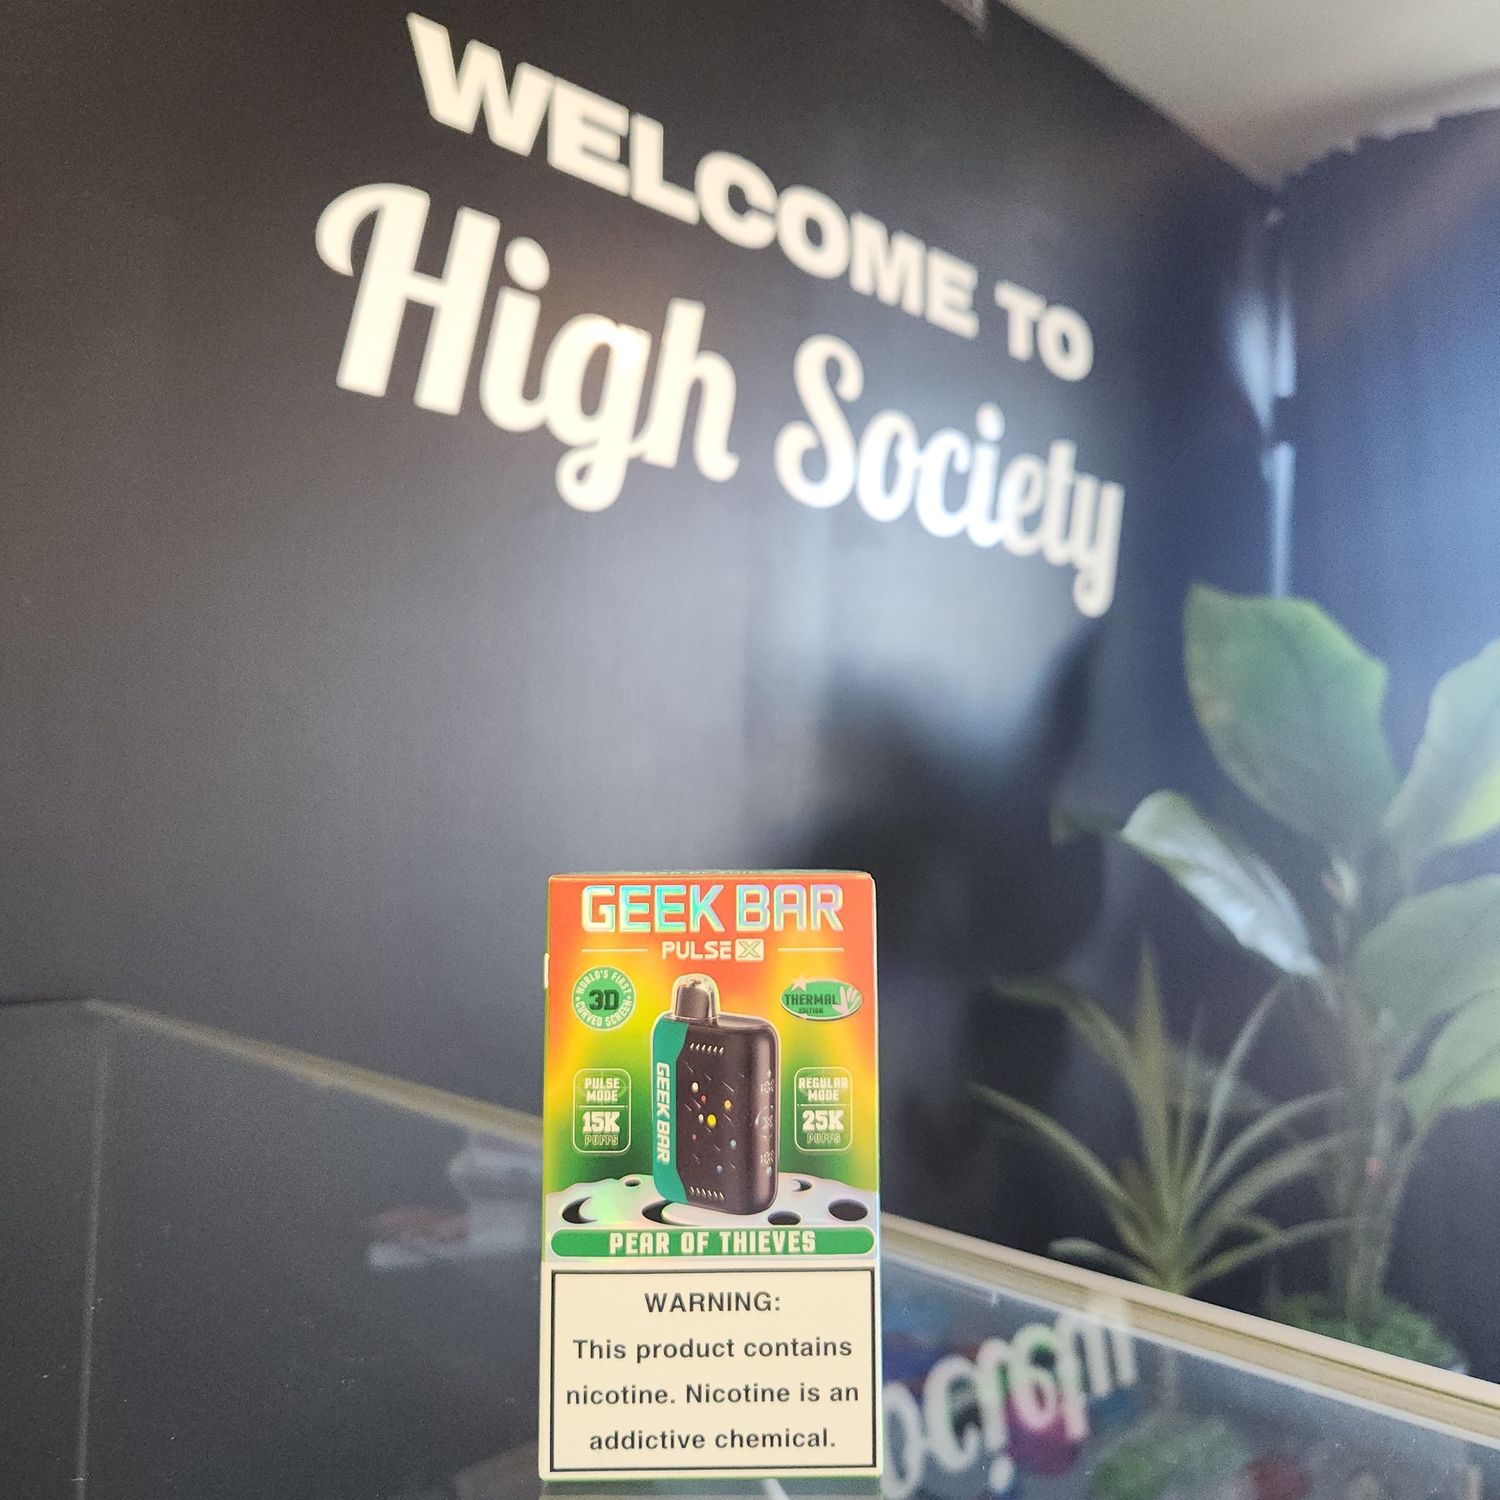 WELCOME TO
High Society
GEEK BAR
PULSE X
WORLD'S FIRST
3D
CURVED SCREEN
THERMAL
EDITION
PULSE
MODE
15K
PUFFS
GEEK BAR
REGULAR
MODE
25K
PUFFS
PEAR OF THIEVES
WARNING:
This product contains
nicotine. Nicotine is an
addictive chemical.